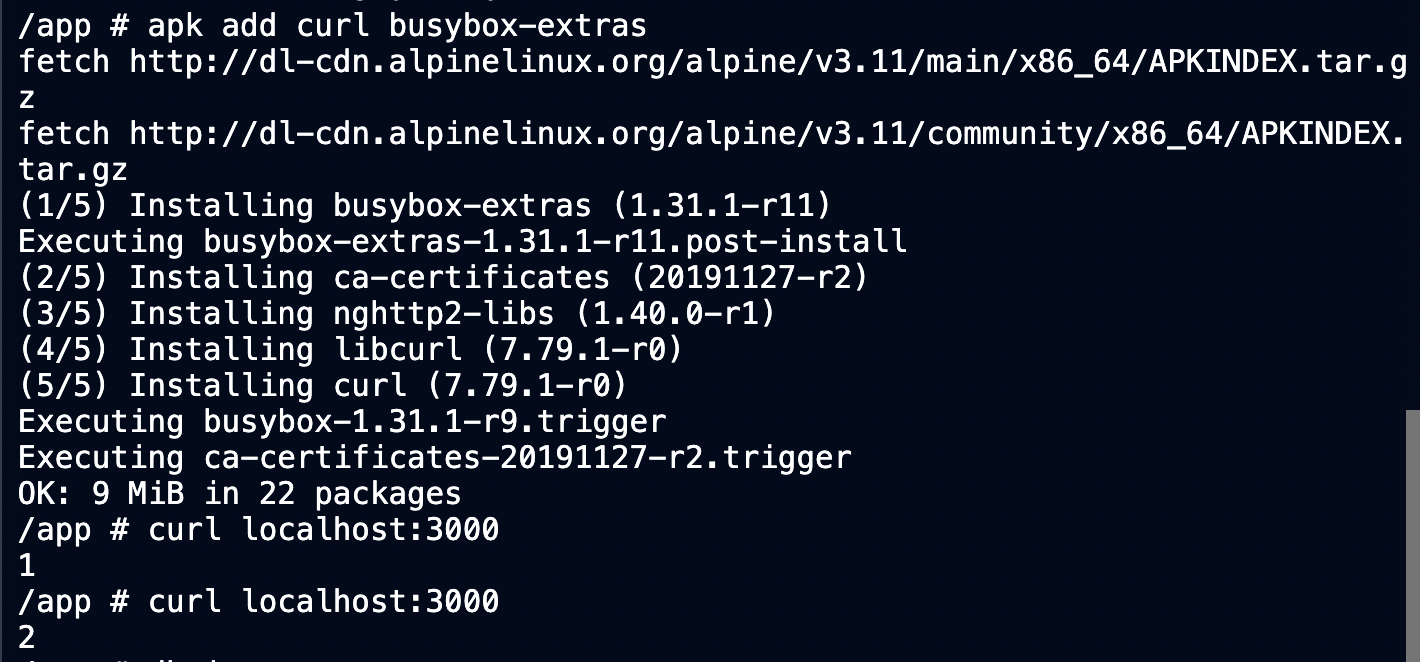 /app # apk add curl busybox-extras
fetch http://dl-cdn.alpinelinux.org/alpine/v3.11/main/x86_64/APKINDEX.tar.g
z
fetch http://dl-cdn.alpinelinux.org/alpine/v3.11/community/x86_64/APKINDEX.
tar.gz
(1/5) Installing busybox-extras (1.31.1-r11)
Executing busybox-extras-1.31.1-r11.post-install
(2/5) Installing ca-certificates (20191127-r2)
(3/5) Installing nghttp2-libs (1.40.0-r1)
(4/5) Installing libcurl (7.79.1-r0)
(5/5) Installing curl (7.79.1-r0)
Executing busybox-1.31.1-r9.trigger
Executing ca-certificates-20191127-r2.trigger
OK: 9 MiB in 22 packages
/app # curl localhost:3000
1
/app # curl localhost:3000
2